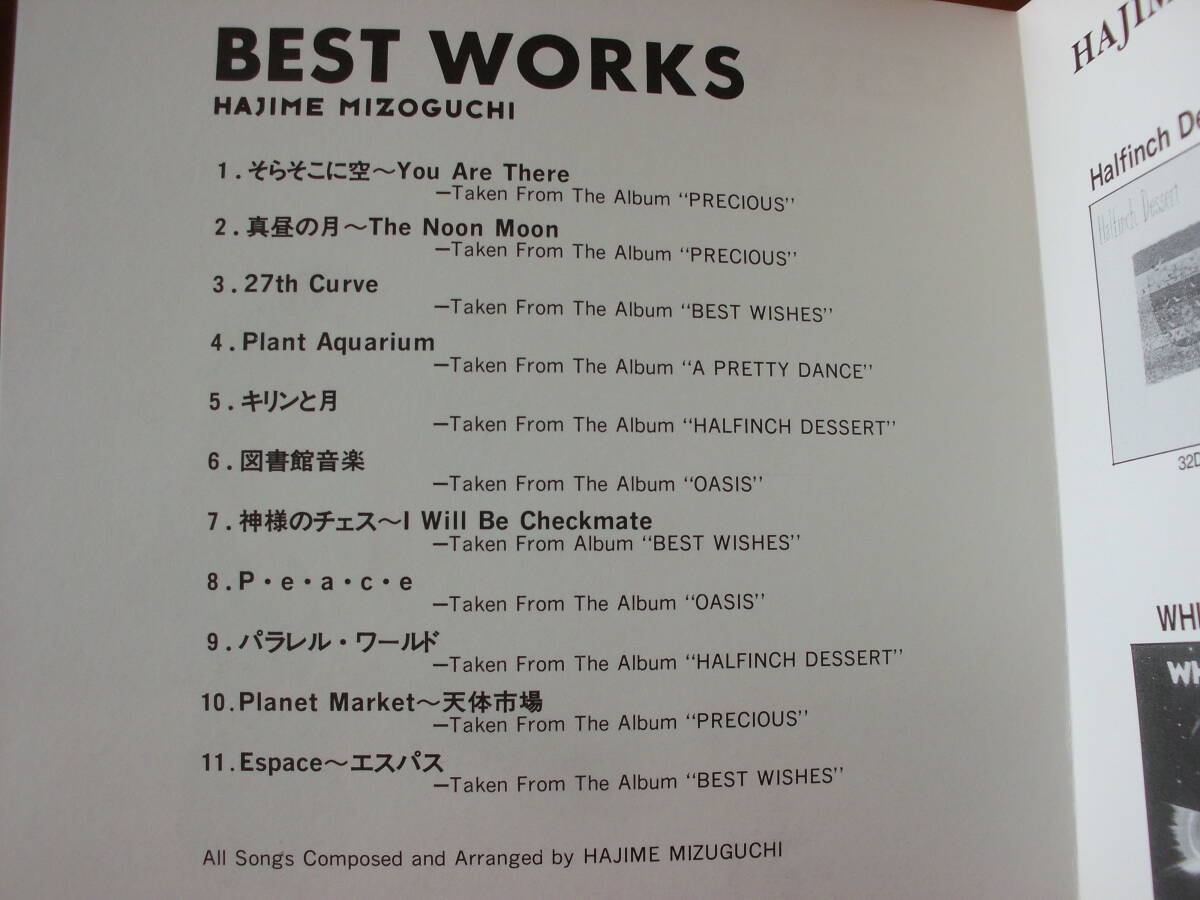 BEST WORKS
HAJIME MIZOGUCHI
1.そらそこに空～You Are There
—Taken From The Album “PRECIOUS”
2.真昼の月～The Noon Moon
—Taken From The Album “PRECIOUS”
3.27th Curve
—Taken From The Album “BEST WISHES”
4.Plant Aquarium
—Taken From The Album “A PRETTY DANCE”
5.キリンと月
—Taken From The Album “HALFINCH DESSERT”
6.図書館音楽
—Taken From The Album “OASIS”
7.神様のチェス～I Will Be Checkmate
—Taken From Album “BEST WISHES”
8.P・e・a・c・e
—Taken From The Album “OASIS”
9.パラレル・ワールド
—Taken From The Album “HALFINCH DESSERT”
10.Planet Market～天体市場
—Taken From The Album “PRECIOUS”
11.Espace～エスパス
—Taken From The Album “BEST WISHES”
All Songs Composed and Arranged by HAJIME MIZUGUCHI
HAJIM
Halfinch De
Halfinch Dessert
32D
WH
WH